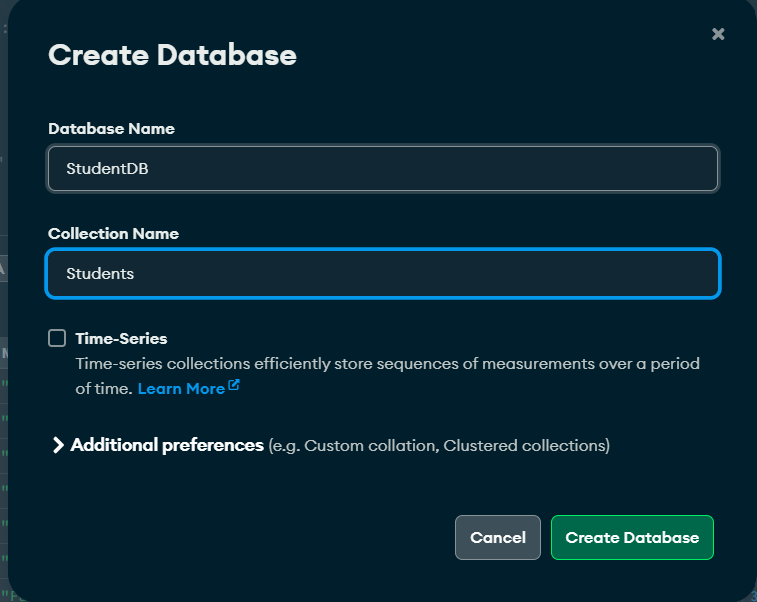 Create Database
Database Name
StudentDB
Collection Name
Students
Time-Series
Time-series collections efficiently store sequences of measurements over a period
of time. Learn More
Additional preferences (e.g. Custom collation, Clustered collections)
Cancel
Create Database